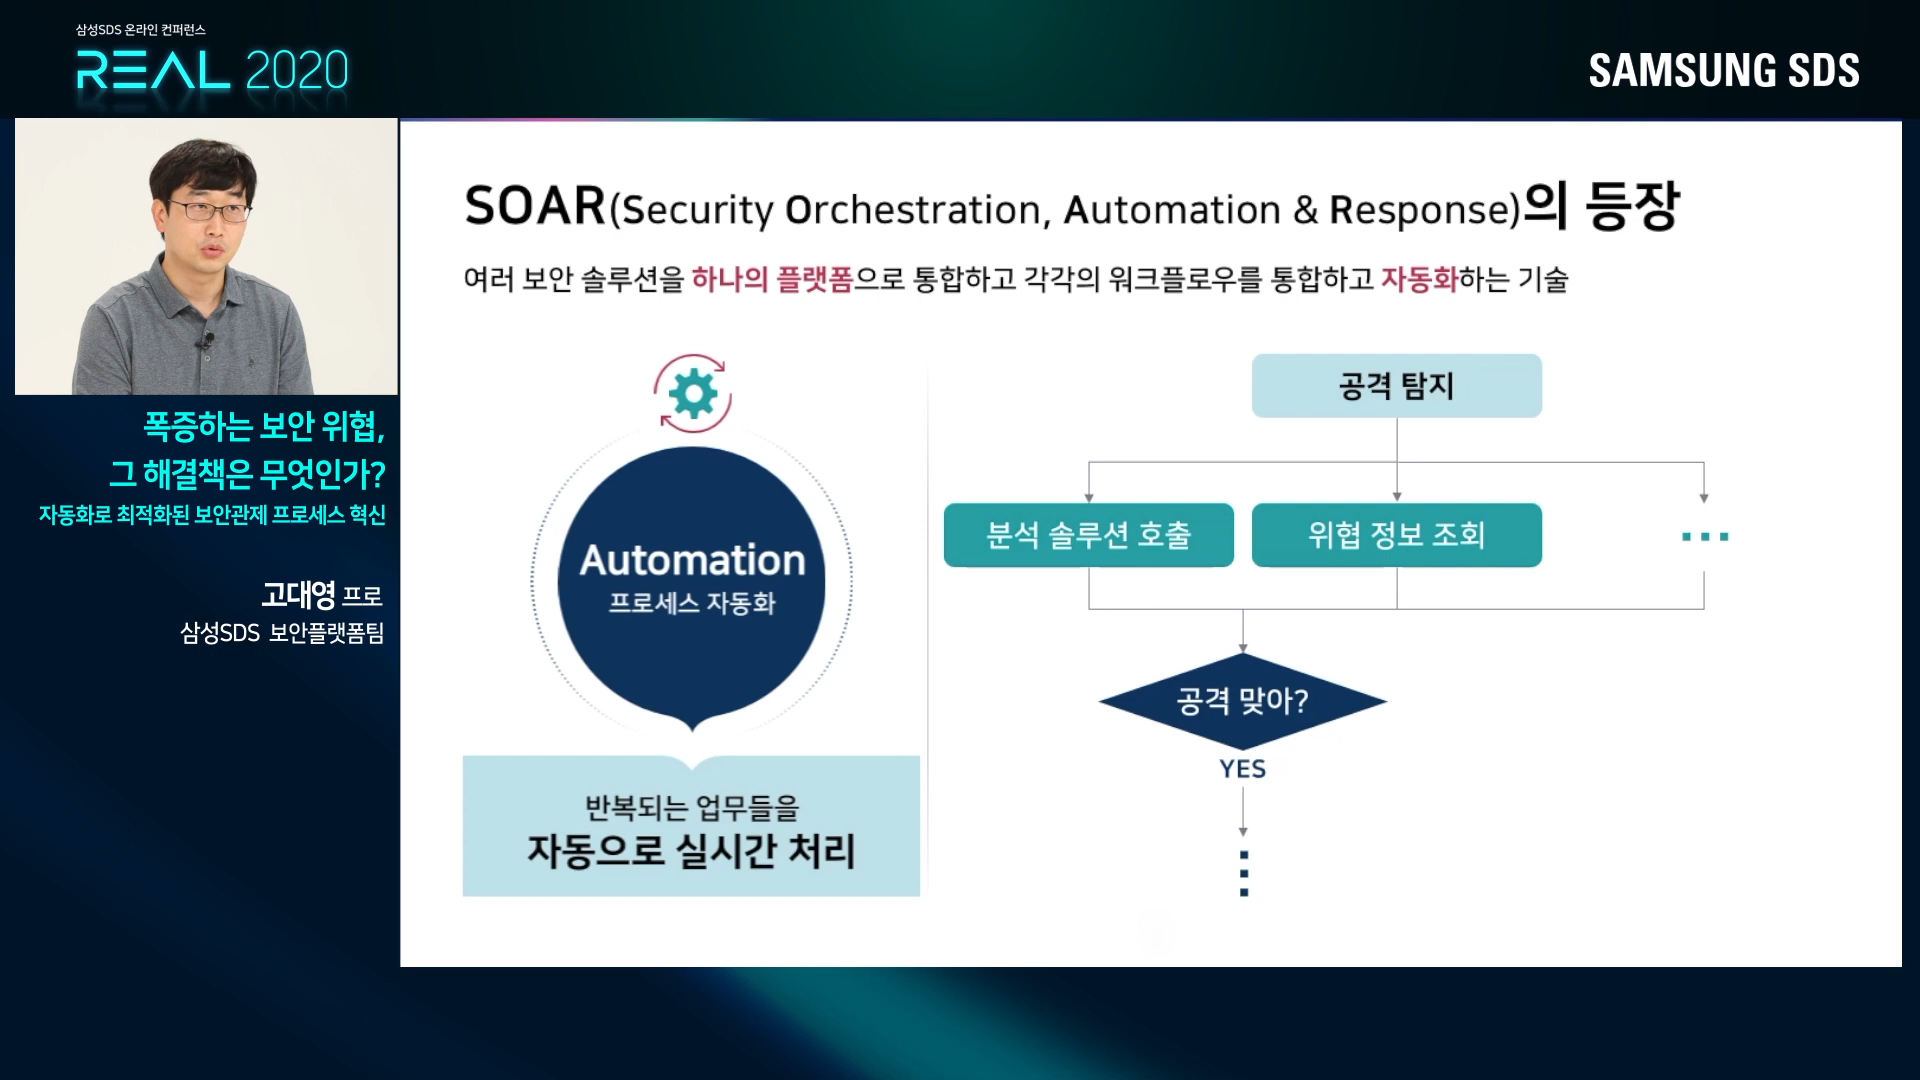 삼성SDS 온라인 컨퍼런스
REAL 2020
SAMSUNG SDS
폭증하는 보안 위협,
그 해결책은 무엇인가?
자동화로 최적화된 보안관제 프로세스 혁신
고대영 프로
삼성SDS 보안플랫폼팀
SOAR(Security Orchestration, Automation & Response)의 등장
여러 보안 솔루션을 하나의 플랫폼으로 통합하고 각각의 워크플로우를 통합하고 자동화하는 기술
Automation
프로세스 자동화
반복되는 업무들을
자동으로 실시간 처리
공격 탐지
분석 솔루션 호출
위협 정보 조회
공격 맞아?
YES